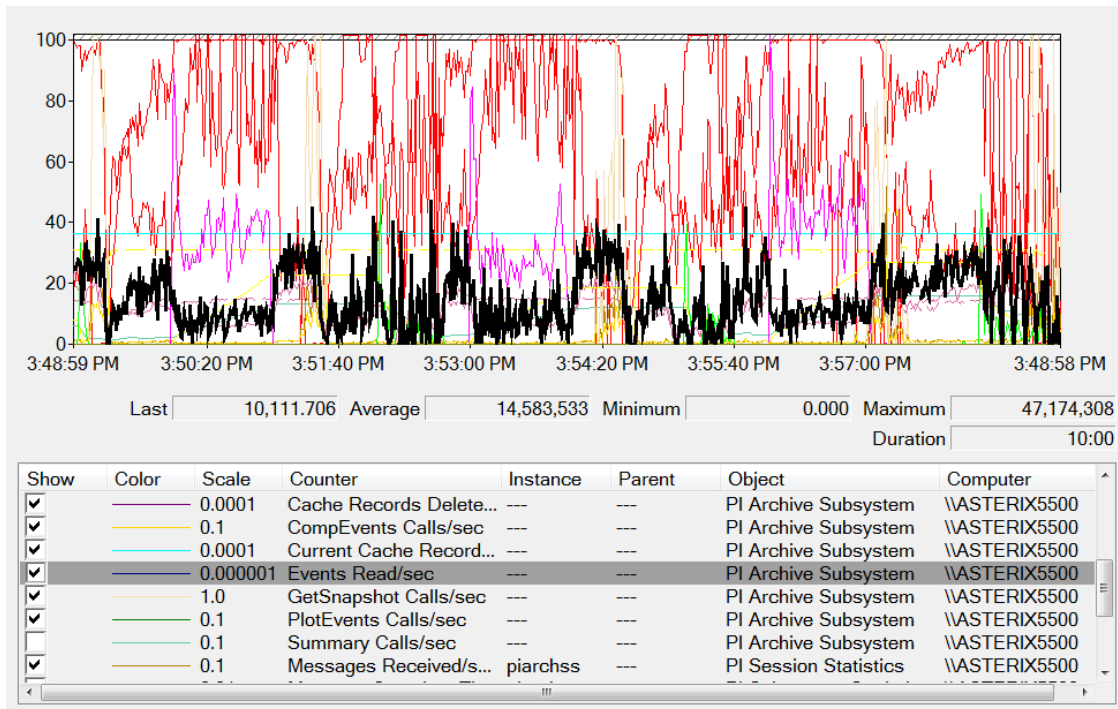 100
80
60
40
20
0
3:48:59 PM 3:50:20 PM 3:51:40 PM 3:53:00 PM 3:54:20 PM 3:55:40 PM 3:57:00 PM 3:48:58 PM
Last 10,111.706 Average 14,583,533 Minimum 0.000 Maximum 47,174,308
Duration 10:00
Show Color Scale Counter Instance Parent Object Computer
0.0001 Cache Records Delete... --- --- PI Archive Subsystem \\ASTERIX5500
0.1 CompEvents Calls/sec --- --- PI Archive Subsystem \\ASTERIX5500
0.0001 Current Cache Record... --- --- PI Archive Subsystem \\ASTERIX5500
0.000001 Events Read/sec --- --- PI Archive Subsystem \\ASTERIX5500
1.0 GetSnapshot Calls/sec --- --- PI Archive Subsystem \\ASTERIX5500
0.1 PlotEvents Calls/sec --- --- PI Archive Subsystem \\ASTERIX5500
0.1 Summary Calls/sec --- --- PI Archive Subsystem \\ASTERIX5500
0.1 Messages Received/s... piarchss --- PI Session Statistics \\ASTERIX5500